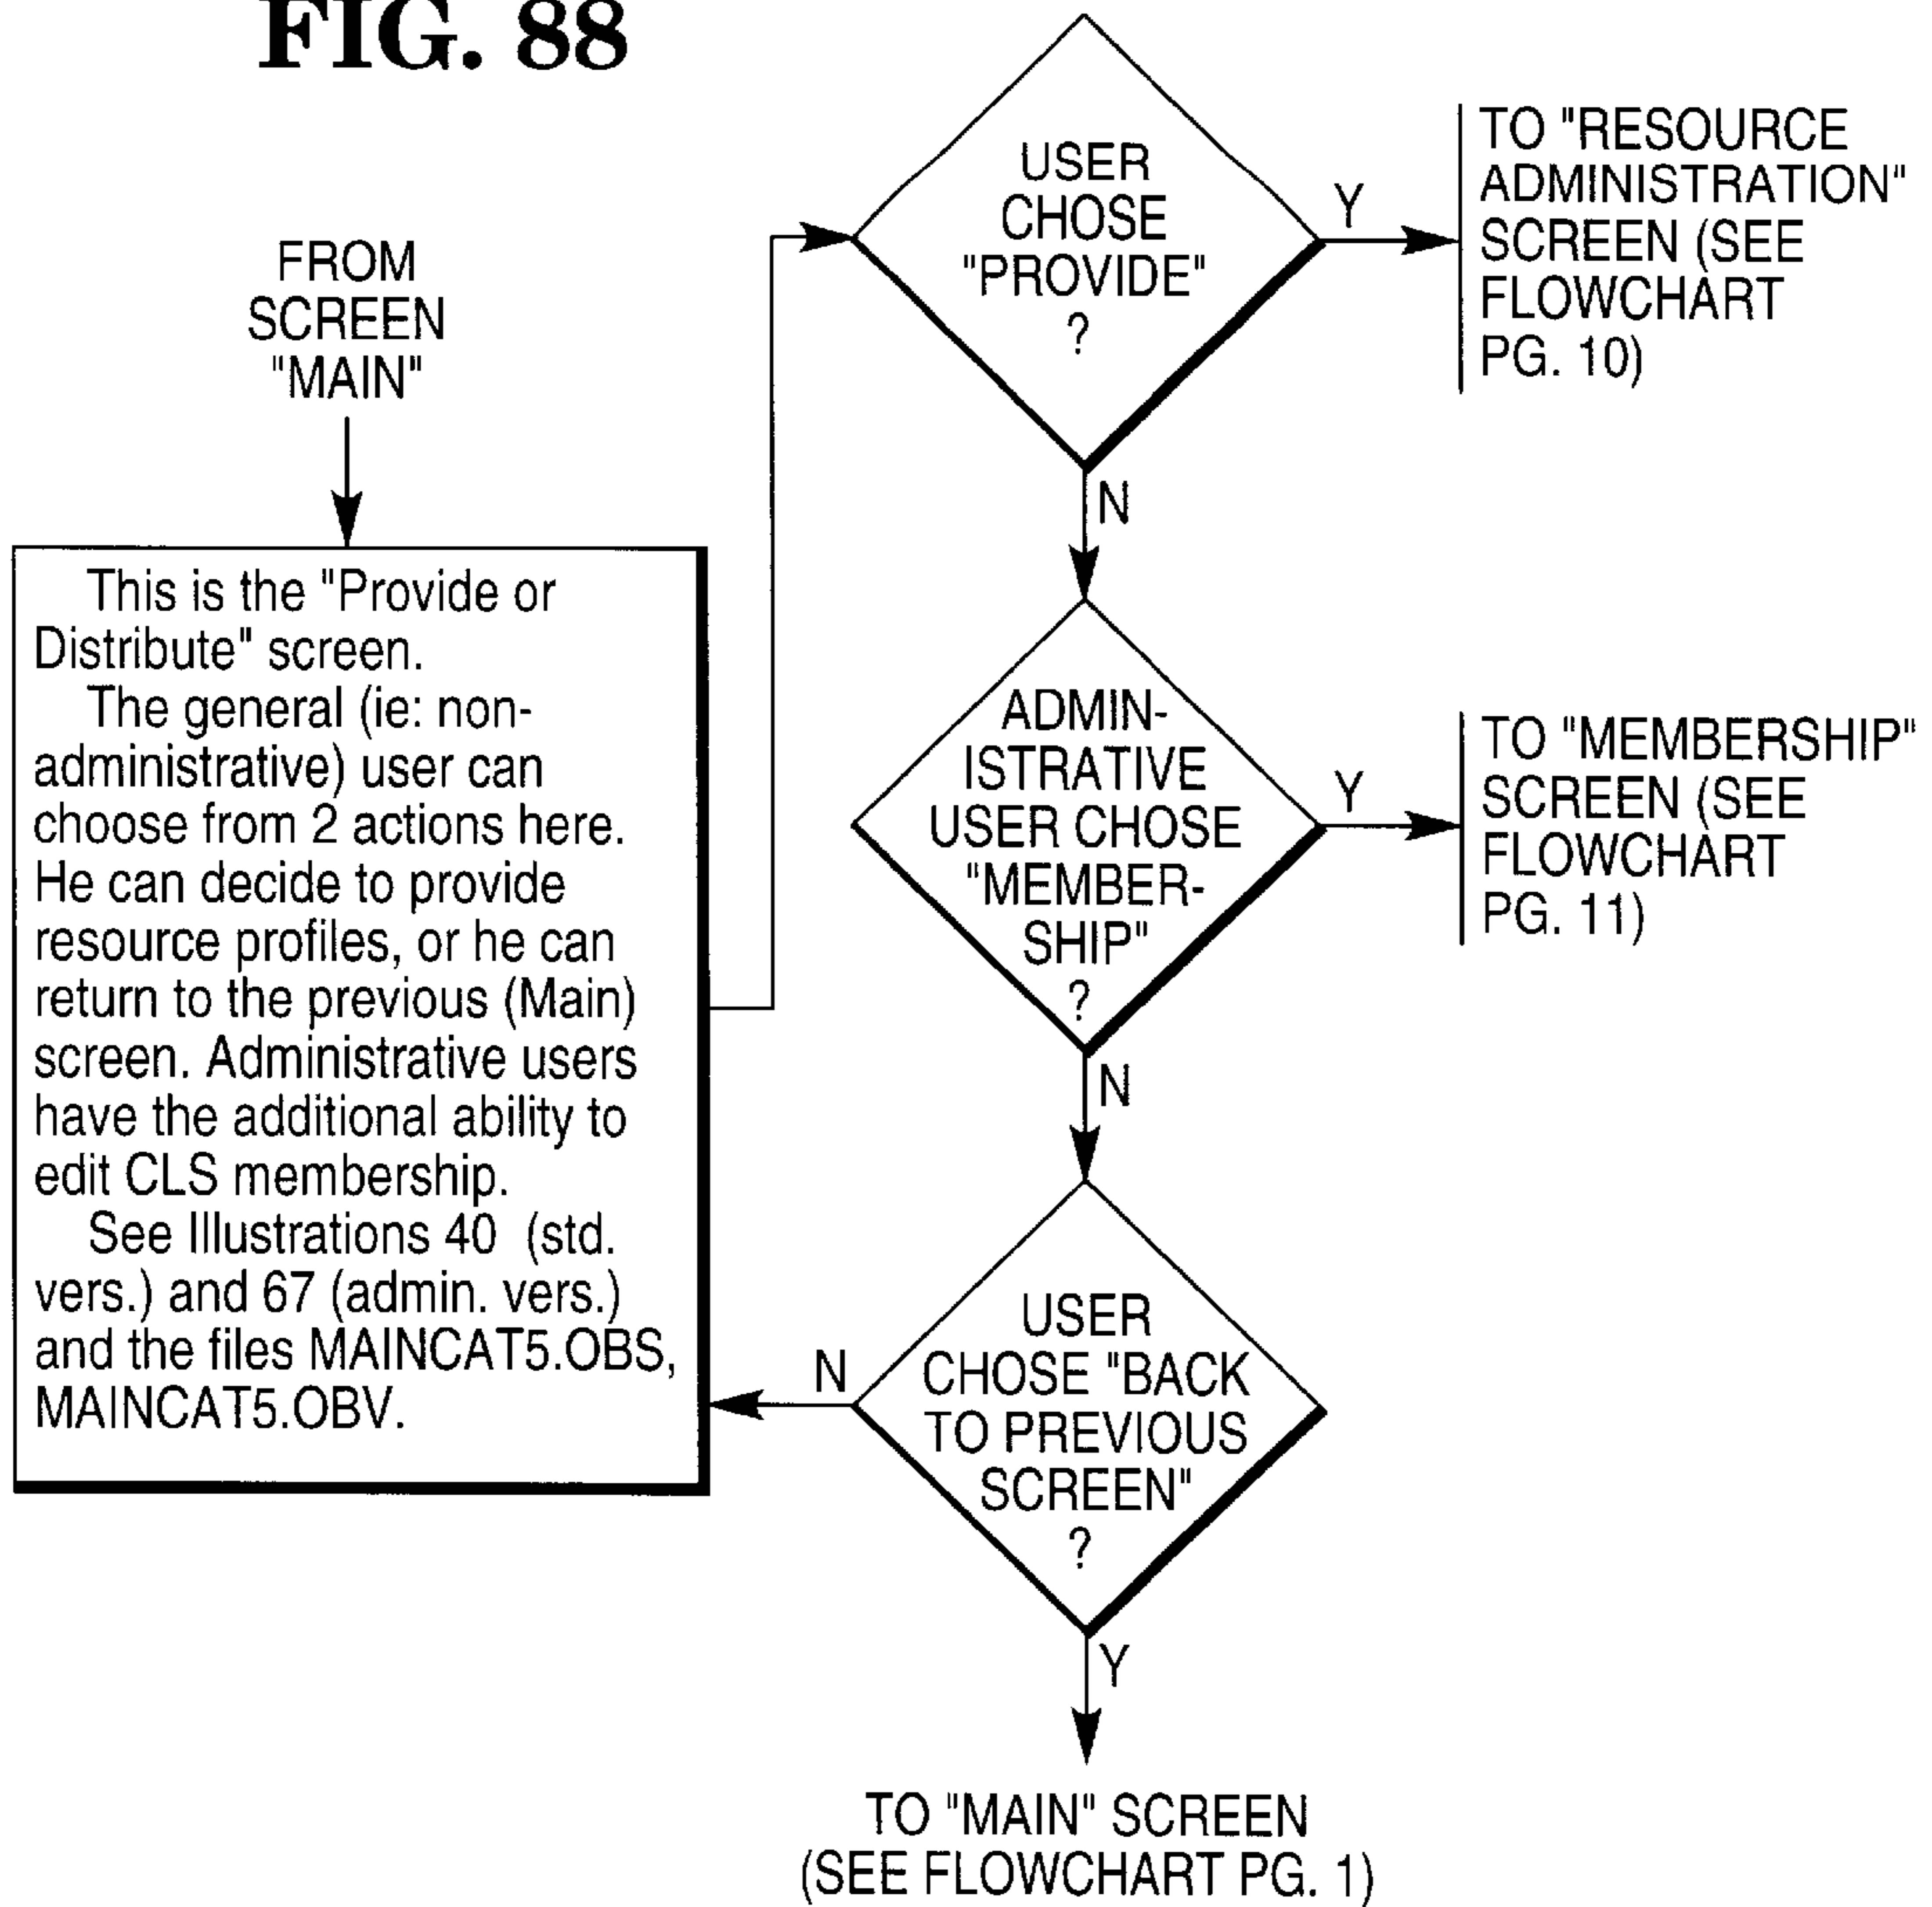 FIG. 88
FROM
SCREEN
"MAIN"
This is the "Provide or
Distribute" screen.
The general (ie: non-
administrative) user can
choose from 2 actions here.
He can decide to provide
resource profiles, or he can
return to the previous (Main)
screen. Administrative users
have the additional ability to
edit CLS membership.
See Illustrations 40 (std.
vers.) and 67 (admin. vers.)
and the files MAINCAT5.OBS,
MAINCAT5.OBV.
USER
CHOSE
"PROVIDE"
?
Y
TO "RESOURCE
ADMINISTRATION"
SCREEN (SEE
FLOWCHART
PG. 10)
N
ADMIN-
ISTRATIVE
USER CHOSE
"MEMBER-
SHIP"
?
Y
TO "MEMBERSHIP"
SCREEN (SEE
FLOWCHART
PG. 11)
N
USER
CHOSE "BACK
TO PREVIOUS
SCREEN"
?
N
Y
TO "MAIN" SCREEN
(SEE FLOWCHART PG. 1)